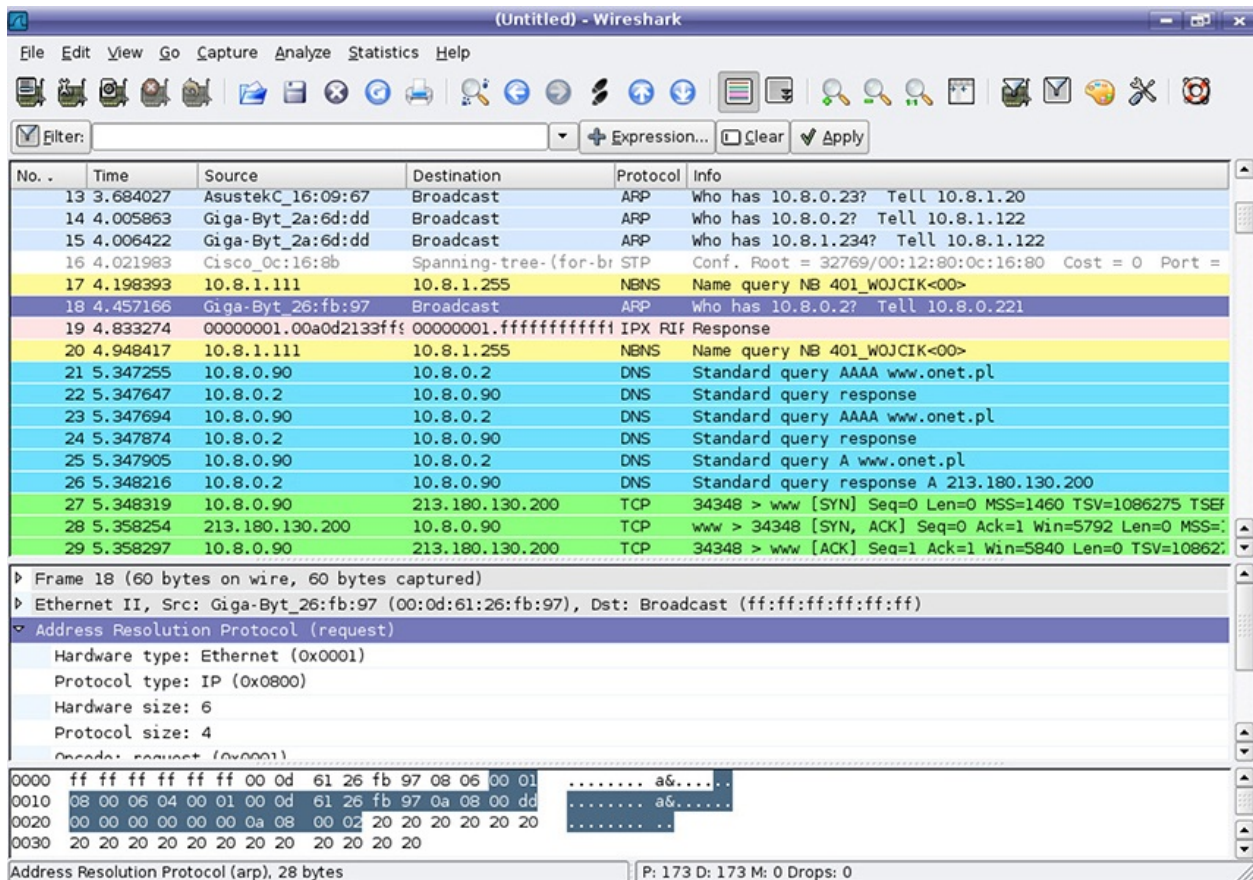 (Untitled) - Wireshark
File Edit View Go Capture Analyze Statistics Help
Filter: Expression... Clear Apply
No. . Time Source Destination Protocol Info
13 3.684027 AsustekC_16:09:67 Broadcast ARP Who has 10.8.0.23? Tell 10.8.1.20
14 4.005863 Giga-Byt_2a:6d:dd Broadcast ARP Who has 10.8.0.2? Tell 10.8.1.122
15 4.006422 Giga-Byt_2a:6d:dd Broadcast ARP Who has 10.8.1.234? Tell 10.8.1.122
16 4.021983 Cisco_0c:16:8b Spanning-tree-(for-br STP Conf. Root = 32769/00:12:80:0c:16:80 Cost = 0 Port =
17 4.198393 10.8.1.111 10.8.1.255 NBNS Name query NB 401_WOJCIK<00>
18 4.457166 Giga-Byt_26:fb:97 Broadcast ARP Who has 10.8.0.2? Tell 10.8.0.221
19 4.833274 00000001.00a0d2133ff 00000001.ffffffffffff IPX RIF Response
20 4.948417 10.8.1.111 10.8.1.255 NBNS Name query NB 401_WOJCIK<00>
21 5.347255 10.8.0.90 10.8.0.2 DNS Standard query AAAA www.onet.pl
22 5.347647 10.8.0.2 10.8.0.90 DNS Standard query response
23 5.347694 10.8.0.90 10.8.0.2 DNS Standard query AAAA www.onet.pl
24 5.347874 10.8.0.2 10.8.0.90 DNS Standard query response
25 5.347905 10.8.0.90 10.8.0.2 DNS Standard query A www.onet.pl
26 5.348216 10.8.0.2 10.8.0.90 DNS Standard query response A 213.180.130.200
27 5.348319 10.8.0.90 213.180.130.200 TCP 34348 > www [SYN] Seq=0 Len=0 MSS=1460 TSV=1086275 TSEF
28 5.358254 213.180.130.200 10.8.0.90 TCP www > 34348 [SYN, ACK] Seq=0 Ack=1 Win=5792 Len=0 MSS=
29 5.358297 10.8.0.90 213.180.130.200 TCP 34348 > www [ACK] Seq=1 Ack=1 Win=5840 Len=0 TSV=10862
Frame 18 (60 bytes on wire, 60 bytes captured)
Ethernet II, Src: Giga-Byt_26:fb:97 (00:0d:61:26:fb:97), Dst: Broadcast (ff:ff:ff:ff:ff:ff)
Address Resolution Protocol (request)
Hardware type: Ethernet (0x0001)
Protocol type: IP (0x0800)
Hardware size: 6
Protocol size: 4
Opcode: request (0x0001)
0000 ff ff ff ff ff ff 00 0d 61 26 fb 97 08 06 00 01 ........ a&......
0010 08 00 06 04 00 01 00 0d 61 26 fb 97 0a 08 00 dd ........ a&......
0020 00 00 00 00 00 00 0a 08 00 02 20 20 20 20 20 20 ........ ..
0030 20 20 20 20 20 20 20 20 20 20 20 20
Address Resolution Protocol (arp), 28 bytes P: 173 D: 173 M: 0 Drops: 0